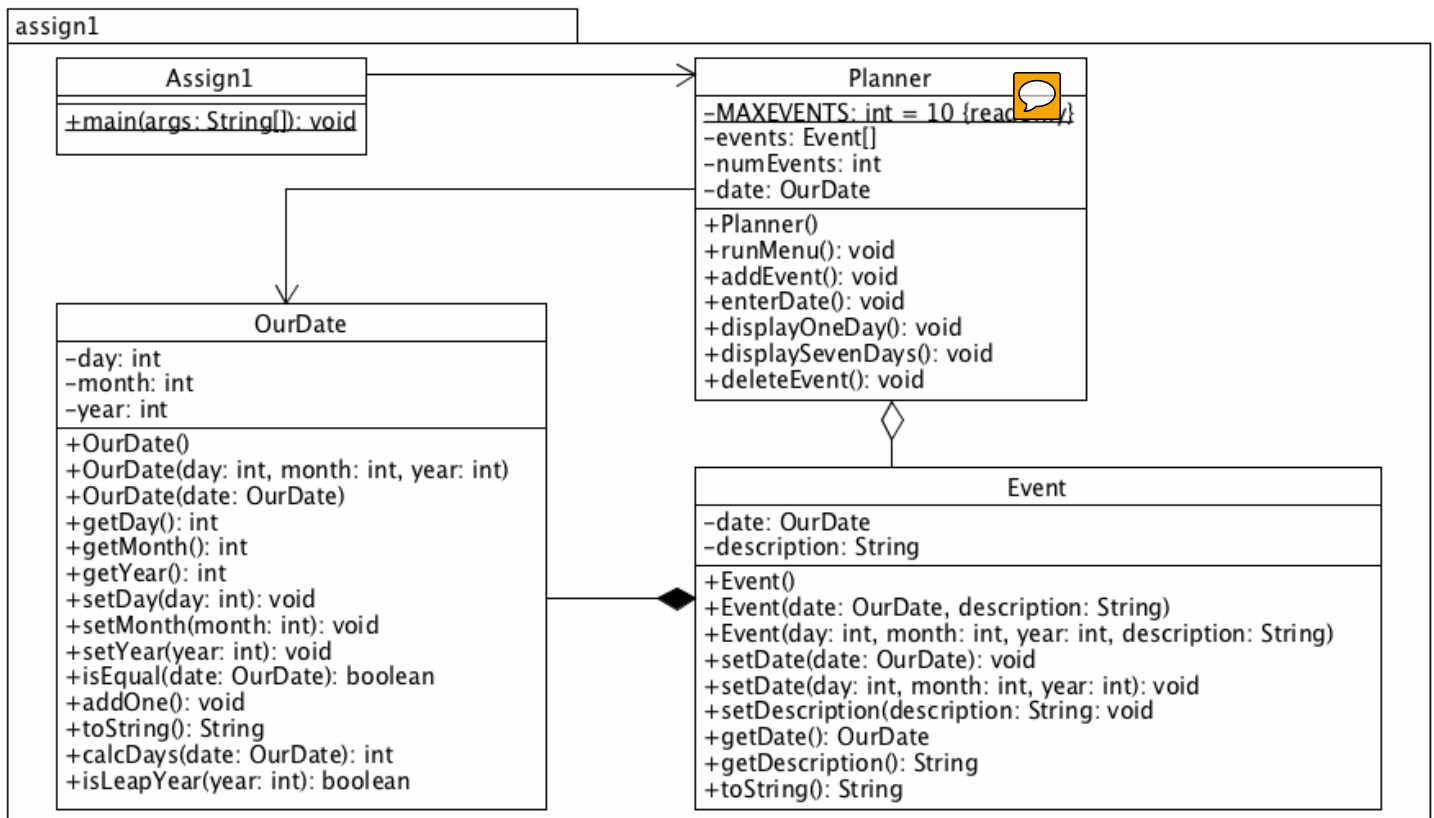 assign1
Assign1
+main(args: String[]): void
Planner
-MAXEVENTS: int = 10
-events: Event[]
-numEvents: int
-date: OurDate
+Planner()
+runMenu(): void
+addEvent(): void
+enterDate(): void
+displayOneDay(): void
+displaySevenDays(): void
+deleteEvent(): void
OurDate
-day: int
-month: int
-year: int
+OurDate()
+OurDate(day: int, month: int, year: int)
+OurDate(date: OurDate)
+getDay(): int
+getMonth(): int
+getYear(): int
+setDay(day: int): void
+setMonth(month: int): void
+setYear(year: int): void
+isEqual(date: OurDate): boolean
+addOne(): void
+toString(): String
+calcDays(date: OurDate): int
+isLeapYear(year: int): boolean
Event
-date: OurDate
-description: String
+Event()
+Event(date: OurDate, description: String)
+Event(day: int, month: int, year: int, description: String)
+setDate(date: OurDate): void
+setDate(day: int, month: int, year: int): void
+setDescription(description: String: void
+getDate(): OurDate
+getDescription(): String
+toString(): String